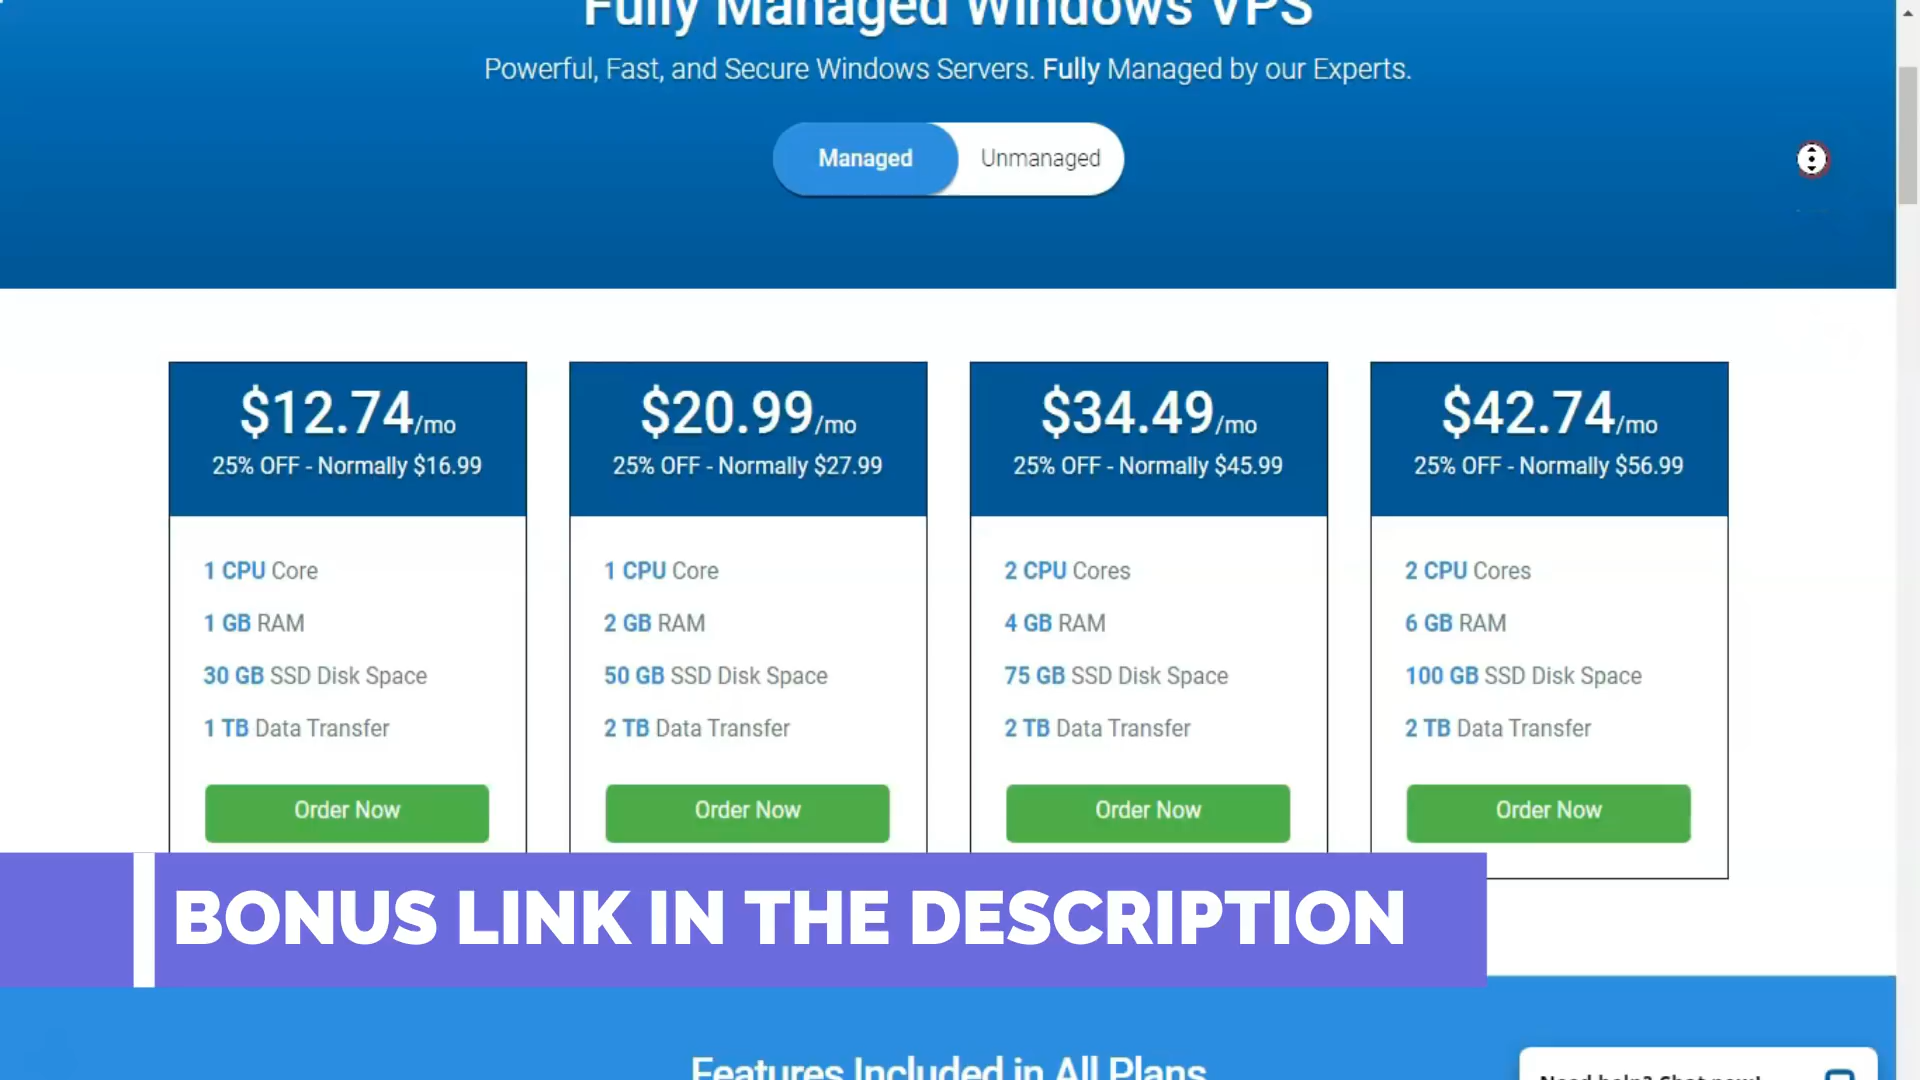 Fully Managed Windows VPS
Powerful, Fast, and Secure Windows Servers. Fully Managed by our Experts.
Managed
Unmanaged
$12.74/mo
25% OFF - Normally $16.99
1 CPU Core
1 GB RAM
30 GB SSD Disk Space
1 TB Data Transfer
Order Now
$20.99/mo
25% OFF - Normally $27.99
1 CPU Core
2 GB RAM
50 GB SSD Disk Space
2 TB Data Transfer
Order Now
$34.49/mo
25% OFF - Normally $45.99
2 CPU Cores
4 GB RAM
75 GB SSD Disk Space
2 TB Data Transfer
Order Now
$42.74/mo
25% OFF - Normally $56.99
2 CPU Cores
6 GB RAM
100 GB SSD Disk Space
2 TB Data Transfer
Order Now
BONUS LINK IN THE DESCRIPTION
Features Included in All Plans
Need help? Chat now!